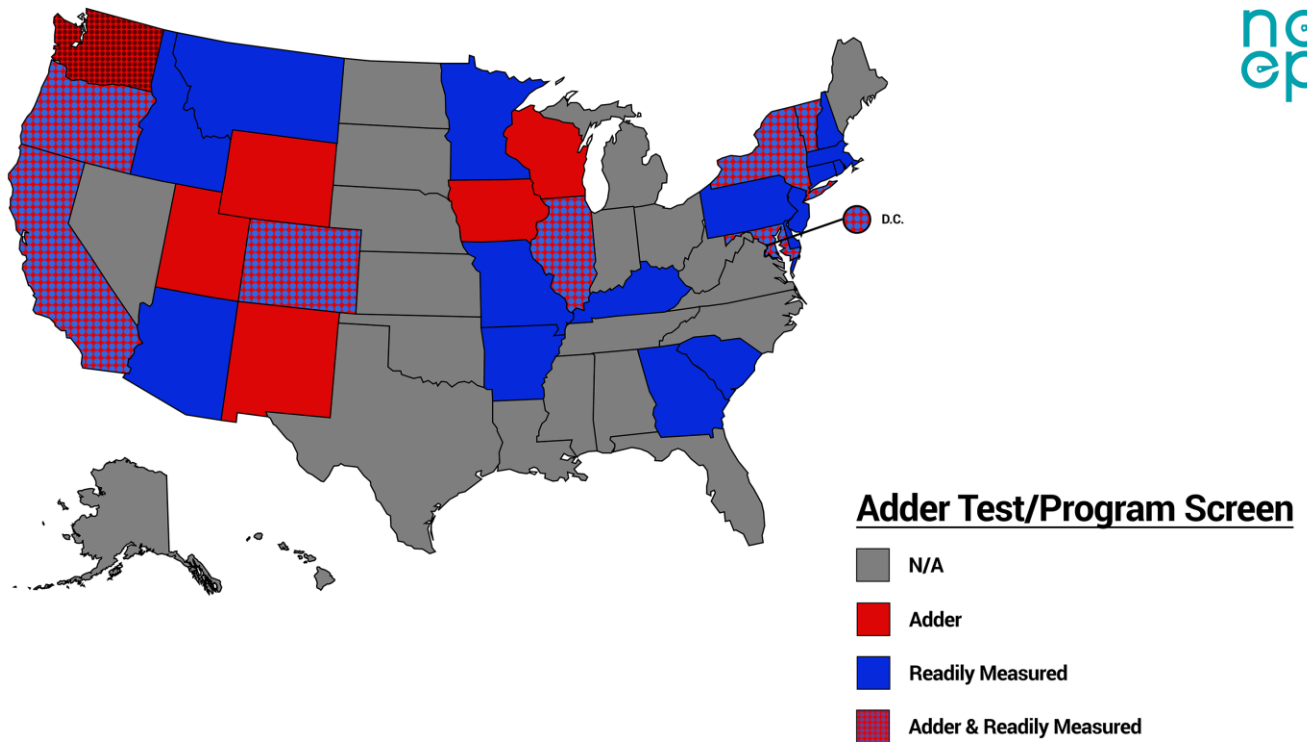 D.C.
Adder Test/Program Screen
N/A
Adder
Readily Measured
Adder & Readily Measured